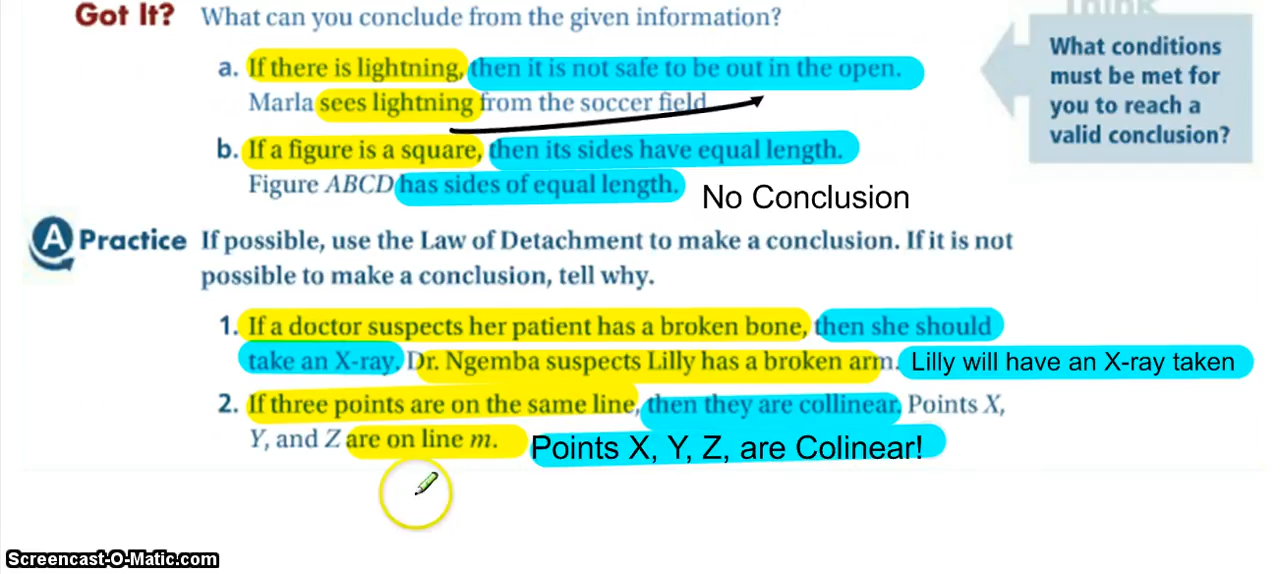 Got It? What can you conclude from the given information?
Think
a. If there is lightning, then it is not safe to be out in the open.
Marla sees lightning from the soccer field
b. If a figure is a square, then its sides have equal length.
Figure ABCD has sides of equal length. No Conclusion
What conditions
must be met for
you to reach a
valid conclusion?
A Practice If possible, use the Law of Detachment to make a conclusion. If it is not
possible to make a conclusion, tell why.
1. If a doctor suspects her patient has a broken bone, then she should
take an X-ray. Dr. Ngemba suspects Lilly has a broken arm. Lilly will have an X-ray taken
2. If three points are on the same line, then they are collinear. Points X,
Y, and Z are on line m. Points X, Y, Z, are Colinear!
Screencast-O-Matic.com